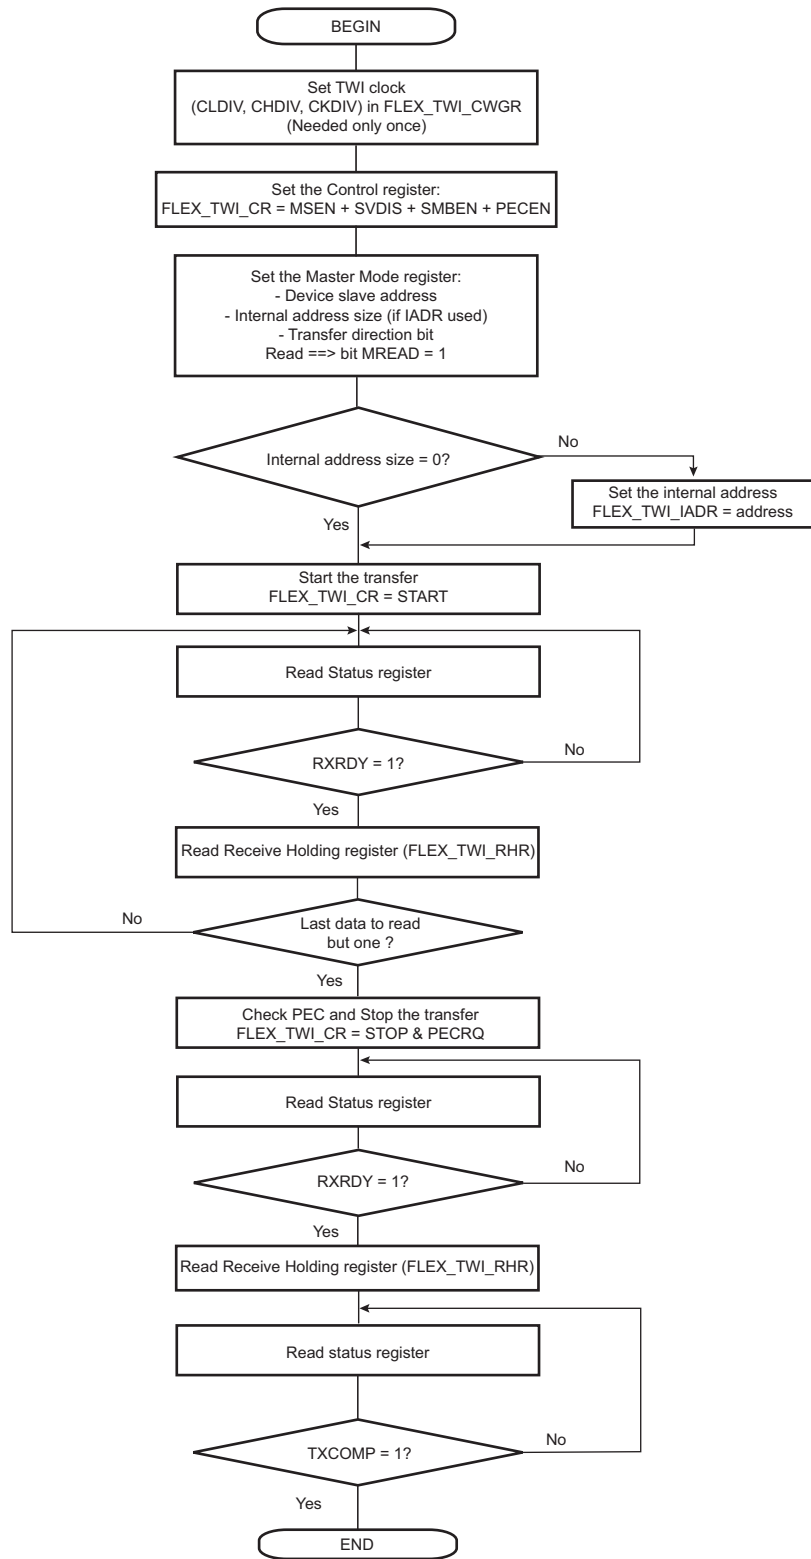 BEGIN
Set TWI clock
(CLDIV, CHDIV, CKDIV) in FLEX_TWI_CWGR
(Needed only once)
Set the Control register:
FLEX_TWI_CR = MSEN + SVDIS + SMBEN + PECEN
Set the Master Mode register:
- Device slave address
- Internal address size (if IADR used)
- Transfer direction bit
Read ==> bit MREAD = 1
Internal address size = 0?
No
Set the internal address
FLEX_TWI_IADR = address
Yes
Start the transfer
FLEX_TWI_CR = START
Read Status register
RXRDY = 1?
No
Yes
Read Receive Holding register (FLEX_TWI_RHR)
No
Last data to read
but one ?
Yes
Check PEC and Stop the transfer
FLEX_TWI_CR = STOP & PECRQ
Read Status register
RXRDY = 1?
No
Yes
Read Receive Holding register (FLEX_TWI_RHR)
Read status register
TXCOMP = 1?
No
Yes
END